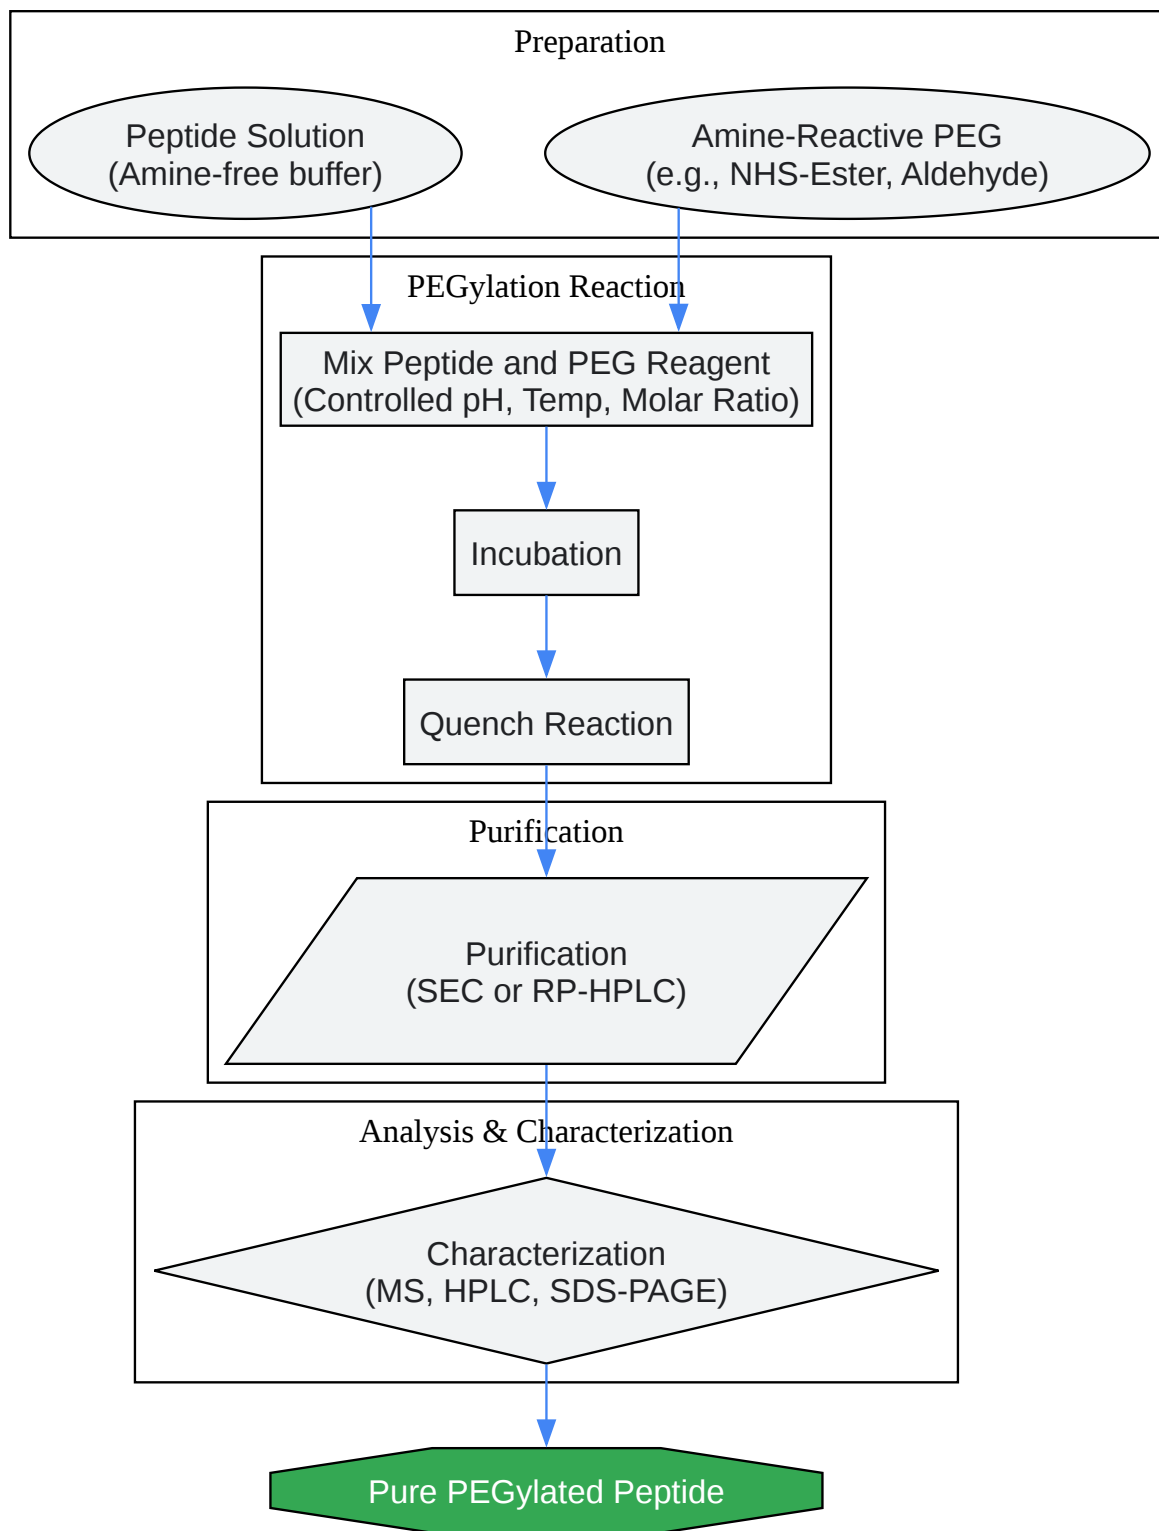 Preparation
Peptide Solution
(Amine-free buffer)
Amine-Reactive PEG
(e.g., NHS-Ester, Aldehyde)
PEGylation Reaction
Mix Peptide and PEG Reagent
(Controlled pH, Temp, Molar Ratio)
Incubation
Quench Reaction
Purification
Purification
(SEC or RP-HPLC)
Analysis & Characterization
Characterization
(MS, HPLC, SDS-PAGE)
Pure PEGylated Peptide